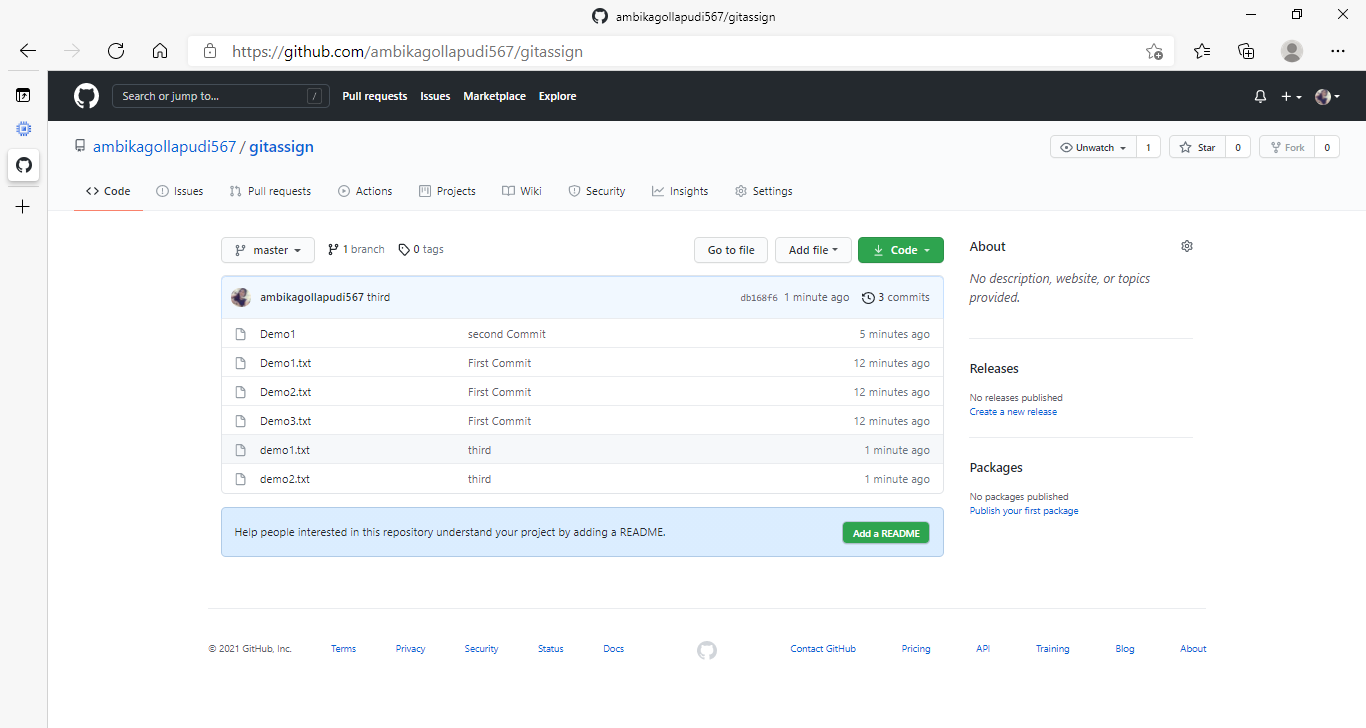 ambikagollapudi567/gitassign
https://github.com/ambikagollapudi567/gitassign
Search or jump to... / Pull requests Issues Marketplace Explore
ambikagollapudi567 / gitassign
Unwatch 1 Star 0 Fork 0
Code Issues Pull requests Actions Projects Wiki Security Insights Settings
master 1 branch 0 tags Go to file Add file Code
ambikagollapudi567 third db168f6 1 minute ago 3 commits
Demo1 second Commit 5 minutes ago
Demo1.txt First Commit 12 minutes ago
Demo2.txt First Commit 12 minutes ago
Demo3.txt First Commit 12 minutes ago
demo1.txt third 1 minute ago
demo2.txt third 1 minute ago
Help people interested in this repository understand your project by adding a README. Add a README
About
No description, website, or topics
provided.
Releases
No releases published
Create a new release
Packages
No packages published
Publish your first package
© 2021 GitHub, Inc. Terms Privacy Security Status Docs Contact GitHub Pricing API Training Blog About